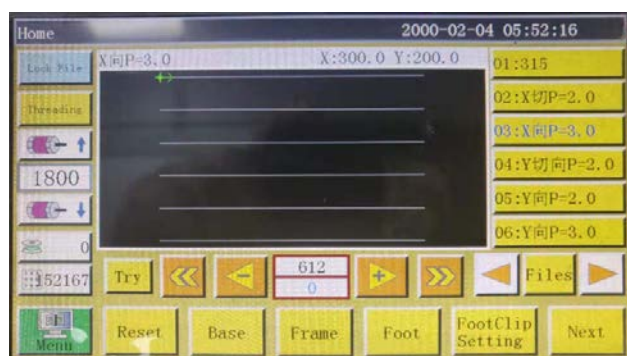 Home 2000-02-04 05:52:16
Lock File X向P=3.0 X:300.0 Y:200.0 01:315
Threading 02:X切P=2.0
03:X向P=3.0
1800 04:Y切向P=2.0
05:Y向P=2.0
0 06:Y向P=3.0
152167 Try 612 Files
0
Menu Reset Base Frame Foot FootClip Setting Next